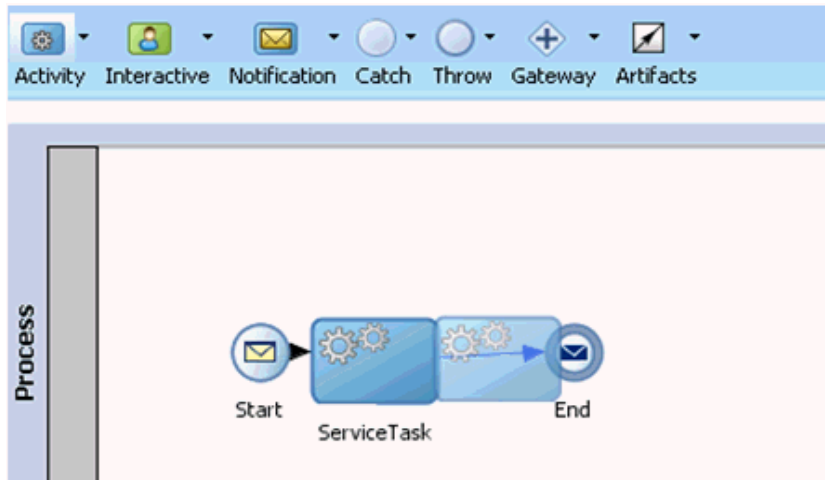 Activity Interactive Notification Catch Throw Gateway Artifacts
Process
Start
End
ServiceTask